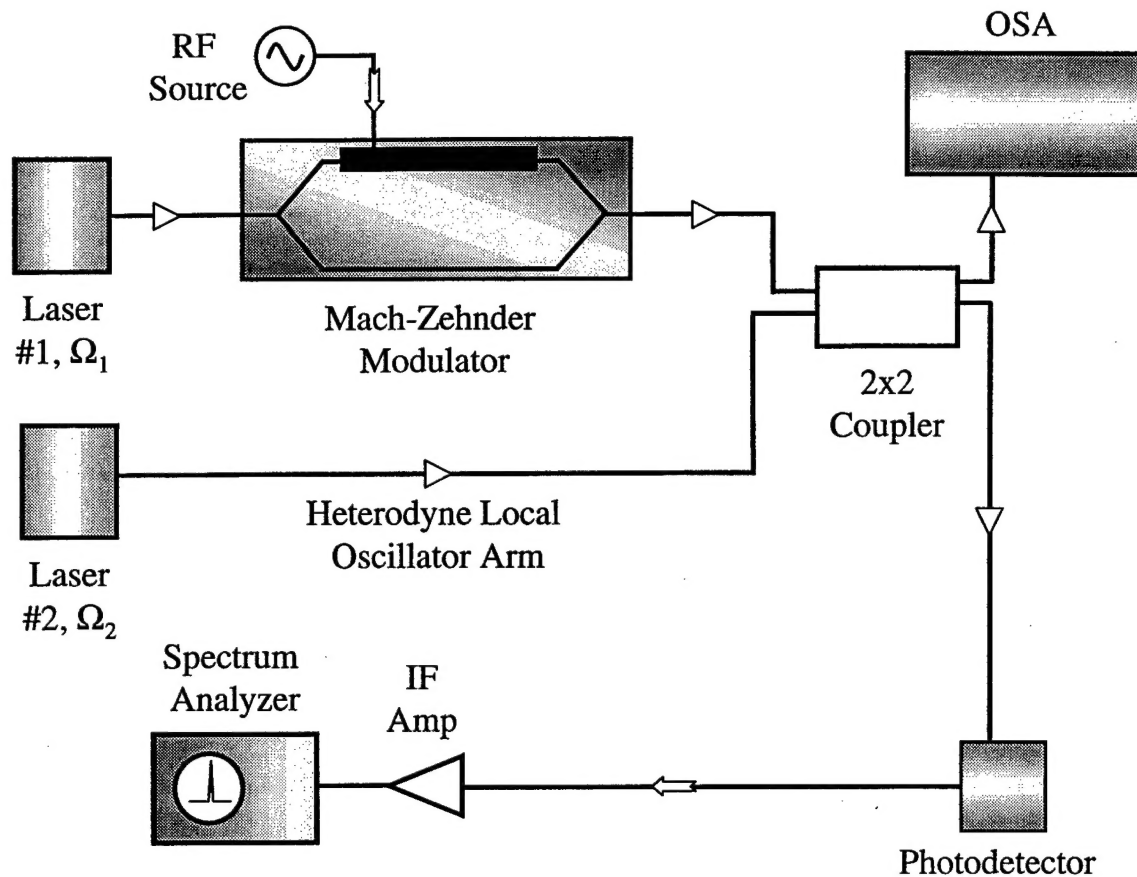 OSA
RF
Source
Laser
#1, Ω₁
Mach-Zehnder
Modulator
2x2
Coupler
Heterodyne Local
Oscillator Arm
Laser
#2, Ω₂
Spectrum
Analyzer
IF
Amp
Photodetector